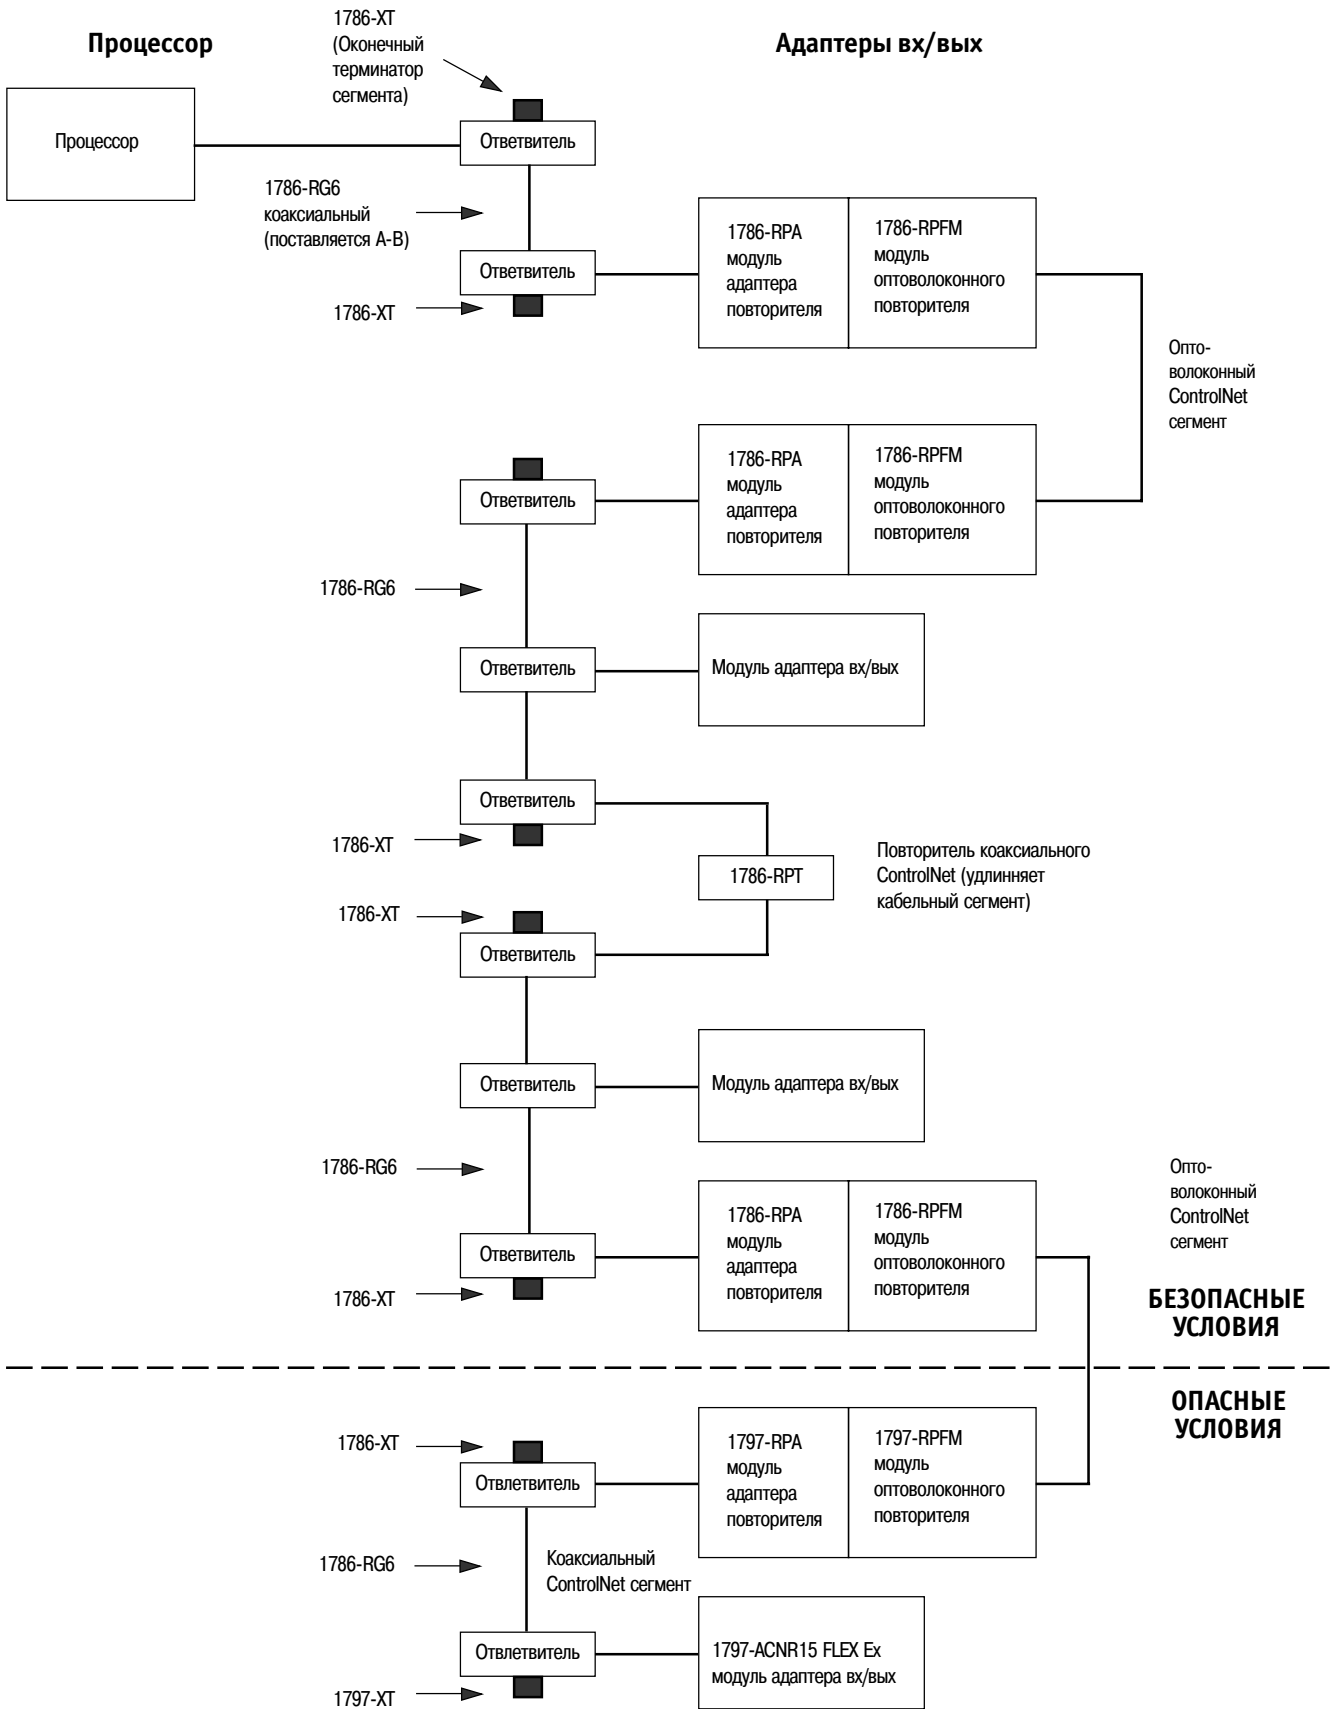 Процессор
1786-XT
(Оконечный
терминатор
сегмента)
Адаптеры вх/вых
Процессор
Ответвитель
1786-RG6
коаксиальный
(поставляется A-B)
Ответвитель
1786-XT
1786-RPA
модуль
адаптера
повторителя
1786-RPFM
модуль
оптоволоконного
повторителя
Опто-
волоконный
ControlNet
сегмент
Ответвитель
1786-RPA
модуль
адаптера
повторителя
1786-RPFM
модуль
оптоволоконного
повторителя
1786-RG6
Ответвитель
Модуль адаптера вх/вых
Ответвитель
1786-XT
1786-RPT
Повторитель коаксиального
ControlNet (удлинняет
кабельный сегмент)
1786-XT
Ответвитель
Ответвитель
Модуль адаптера вх/вых
1786-RG6
Ответвитель
1786-XT
1786-RPA
модуль
адаптера
повторителя
1786-RPFM
модуль
оптоволоконного
повторителя
Опто-
волоконный
ControlNet
сегмент
БЕЗОПАСНЫЕ
УСЛОВИЯ
ОПАСНЫЕ
УСЛОВИЯ
1786-XT
Отвлетвитель
1797-RPA
модуль
адаптера
повторителя
1797-RPFM
модуль
оптоволоконного
повторителя
1786-RG6
Коаксиальный
ControlNet сегмент
Отвлетвитель
1797-XT
1797-ACNR15 FLEX Ex
модуль адаптера вх/вых